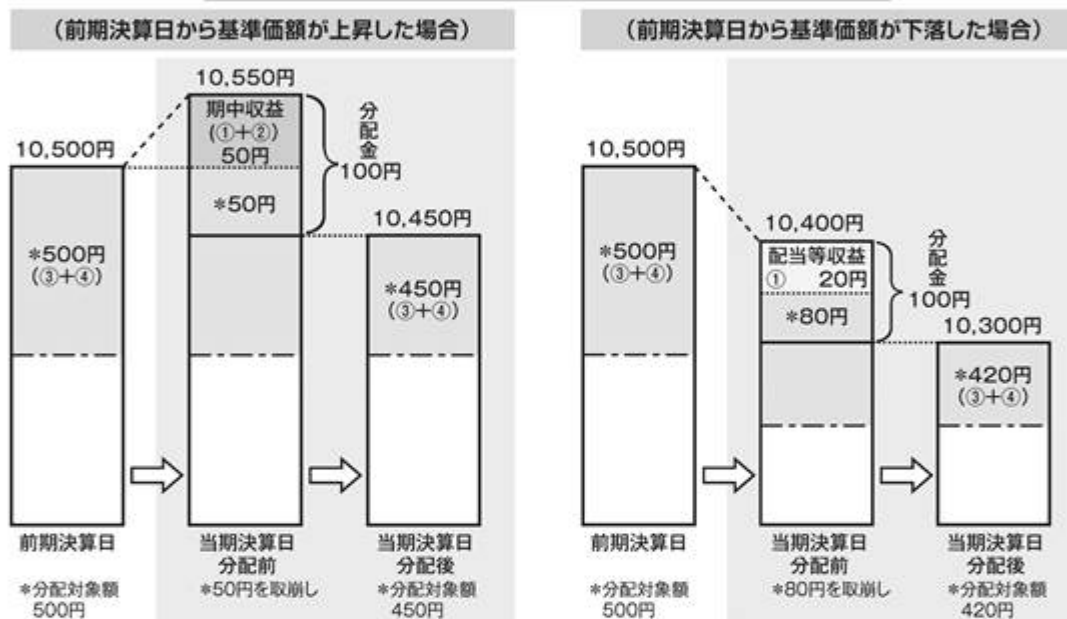 （前期決算日から基準価額が上昇した場合）
10,550円
期中収益
（①＋②）
50円
*50円
分配金
100円
10,500円
*500円
（③＋④）
10,450円
*450円
（③＋④）
前期決算日
*分配対象額
500円
当期決算日
分配前
*50円を取崩し
当期決算日
分配後
*分配対象額
450円
（前期決算日から基準価額が下落した場合）
10,500円
*500円
（③＋④）
10,400円
配当等収益
① 20円
*80円
分配金
100円
10,300円
*420円
（③＋④）
前期決算日
*分配対象額
500円
当期決算日
分配前
*80円を取崩し
当期決算日
分配後
*分配対象額
420円